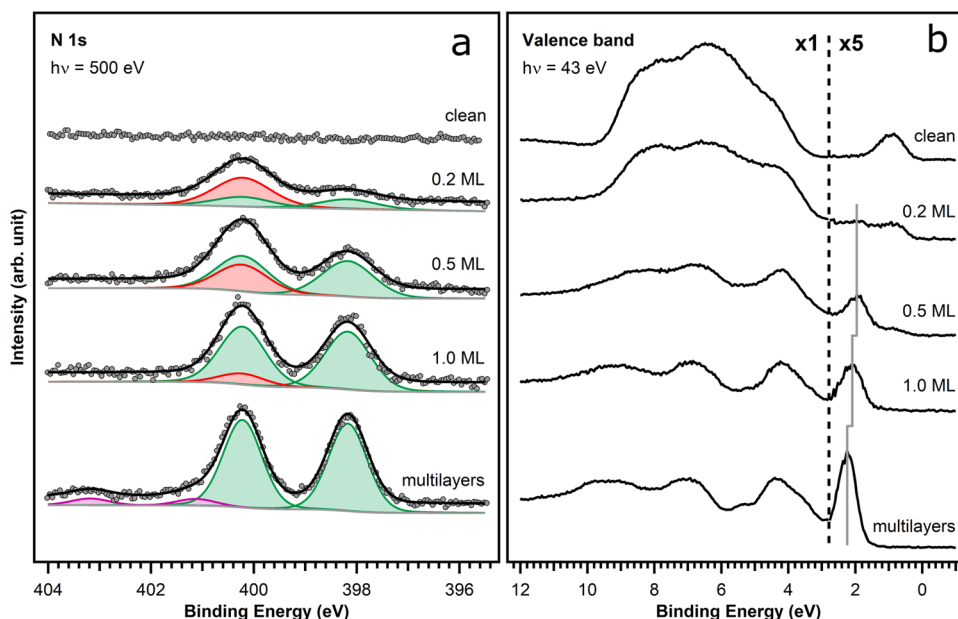 N 1s
hν = 500 eV
a
clean
0.2 ML
0.5 ML
1.0 ML
multilayers
Intensity (arb. unit)
404 402 400 398 396
Binding Energy (eV)
Valence band
hν = 43 eV
x1 x5
b
clean
0.2 ML
0.5 ML
1.0 ML
multilayers
12 10 8 6 4 2 0
Binding Energy (eV)